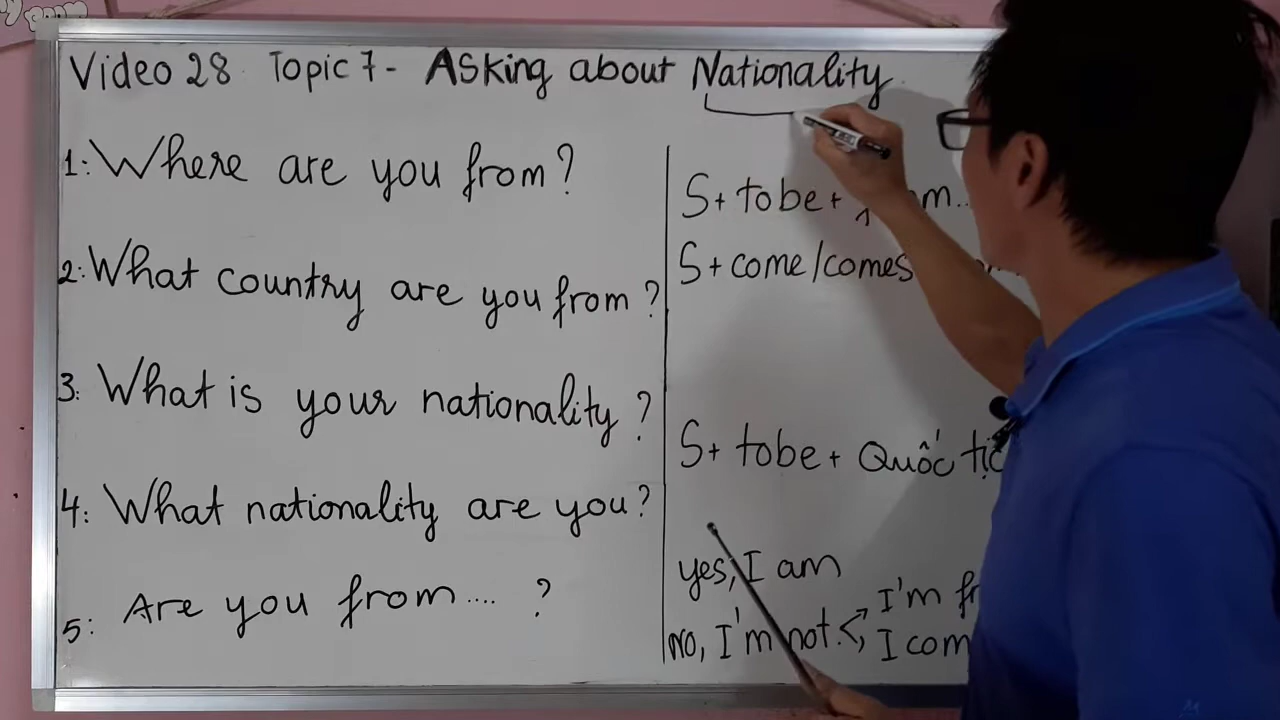 Video 28 Topic 7 - Asking about Nationality
1: Where are you from?
2: What country are you from?
3. What is your nationality?
4: What nationality are you?
5: Are you from.... ?
S + tobe +
S + come/comes
S + tobe + Quốc
yes, I am
no, I'm not. I'm
I